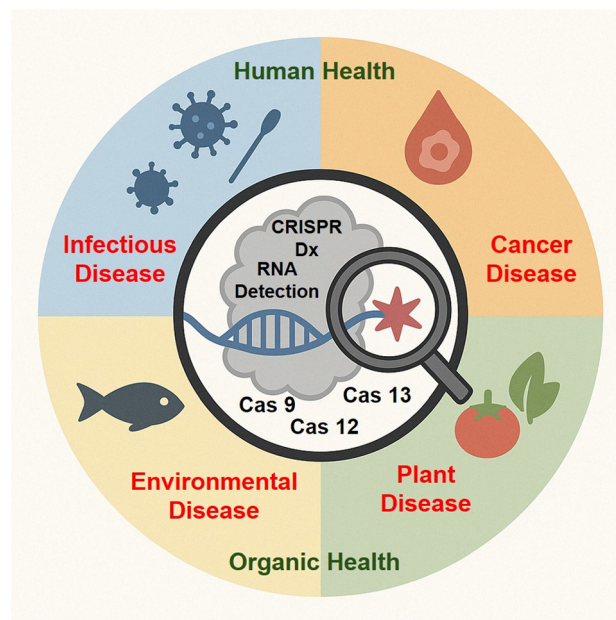 Human Health
Infectious
Disease
Cancer
Disease
CRISPR
Dx
RNA
Detection
Cas 9
Cas 12
Cas 13
Environmental
Disease
Plant
Disease
Organic Health